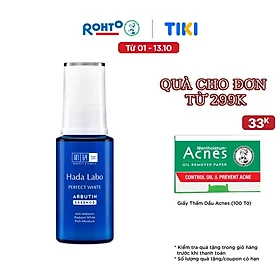 ROHTO
TIKI
Từ 01 - 13.10
QUÀ CHO ĐƠN
TỪ 299K
33K
Mentholatum
Acnes
OIL REMOVER PAPER
CONTROL OIL & PREVENT ACNE
Giấy Thấm Dầu Acnes (100 Tờ)
Hada Labo
PERFECT WHITE
ARBUTIN
ESSENCE
Anti-Melanin
Radiant White
Rich Moisture
* Kiểm tra quà tặng trong giỏ hàng
trước khi thanh toán
* Số lượng quà tặng/coupon có hạn